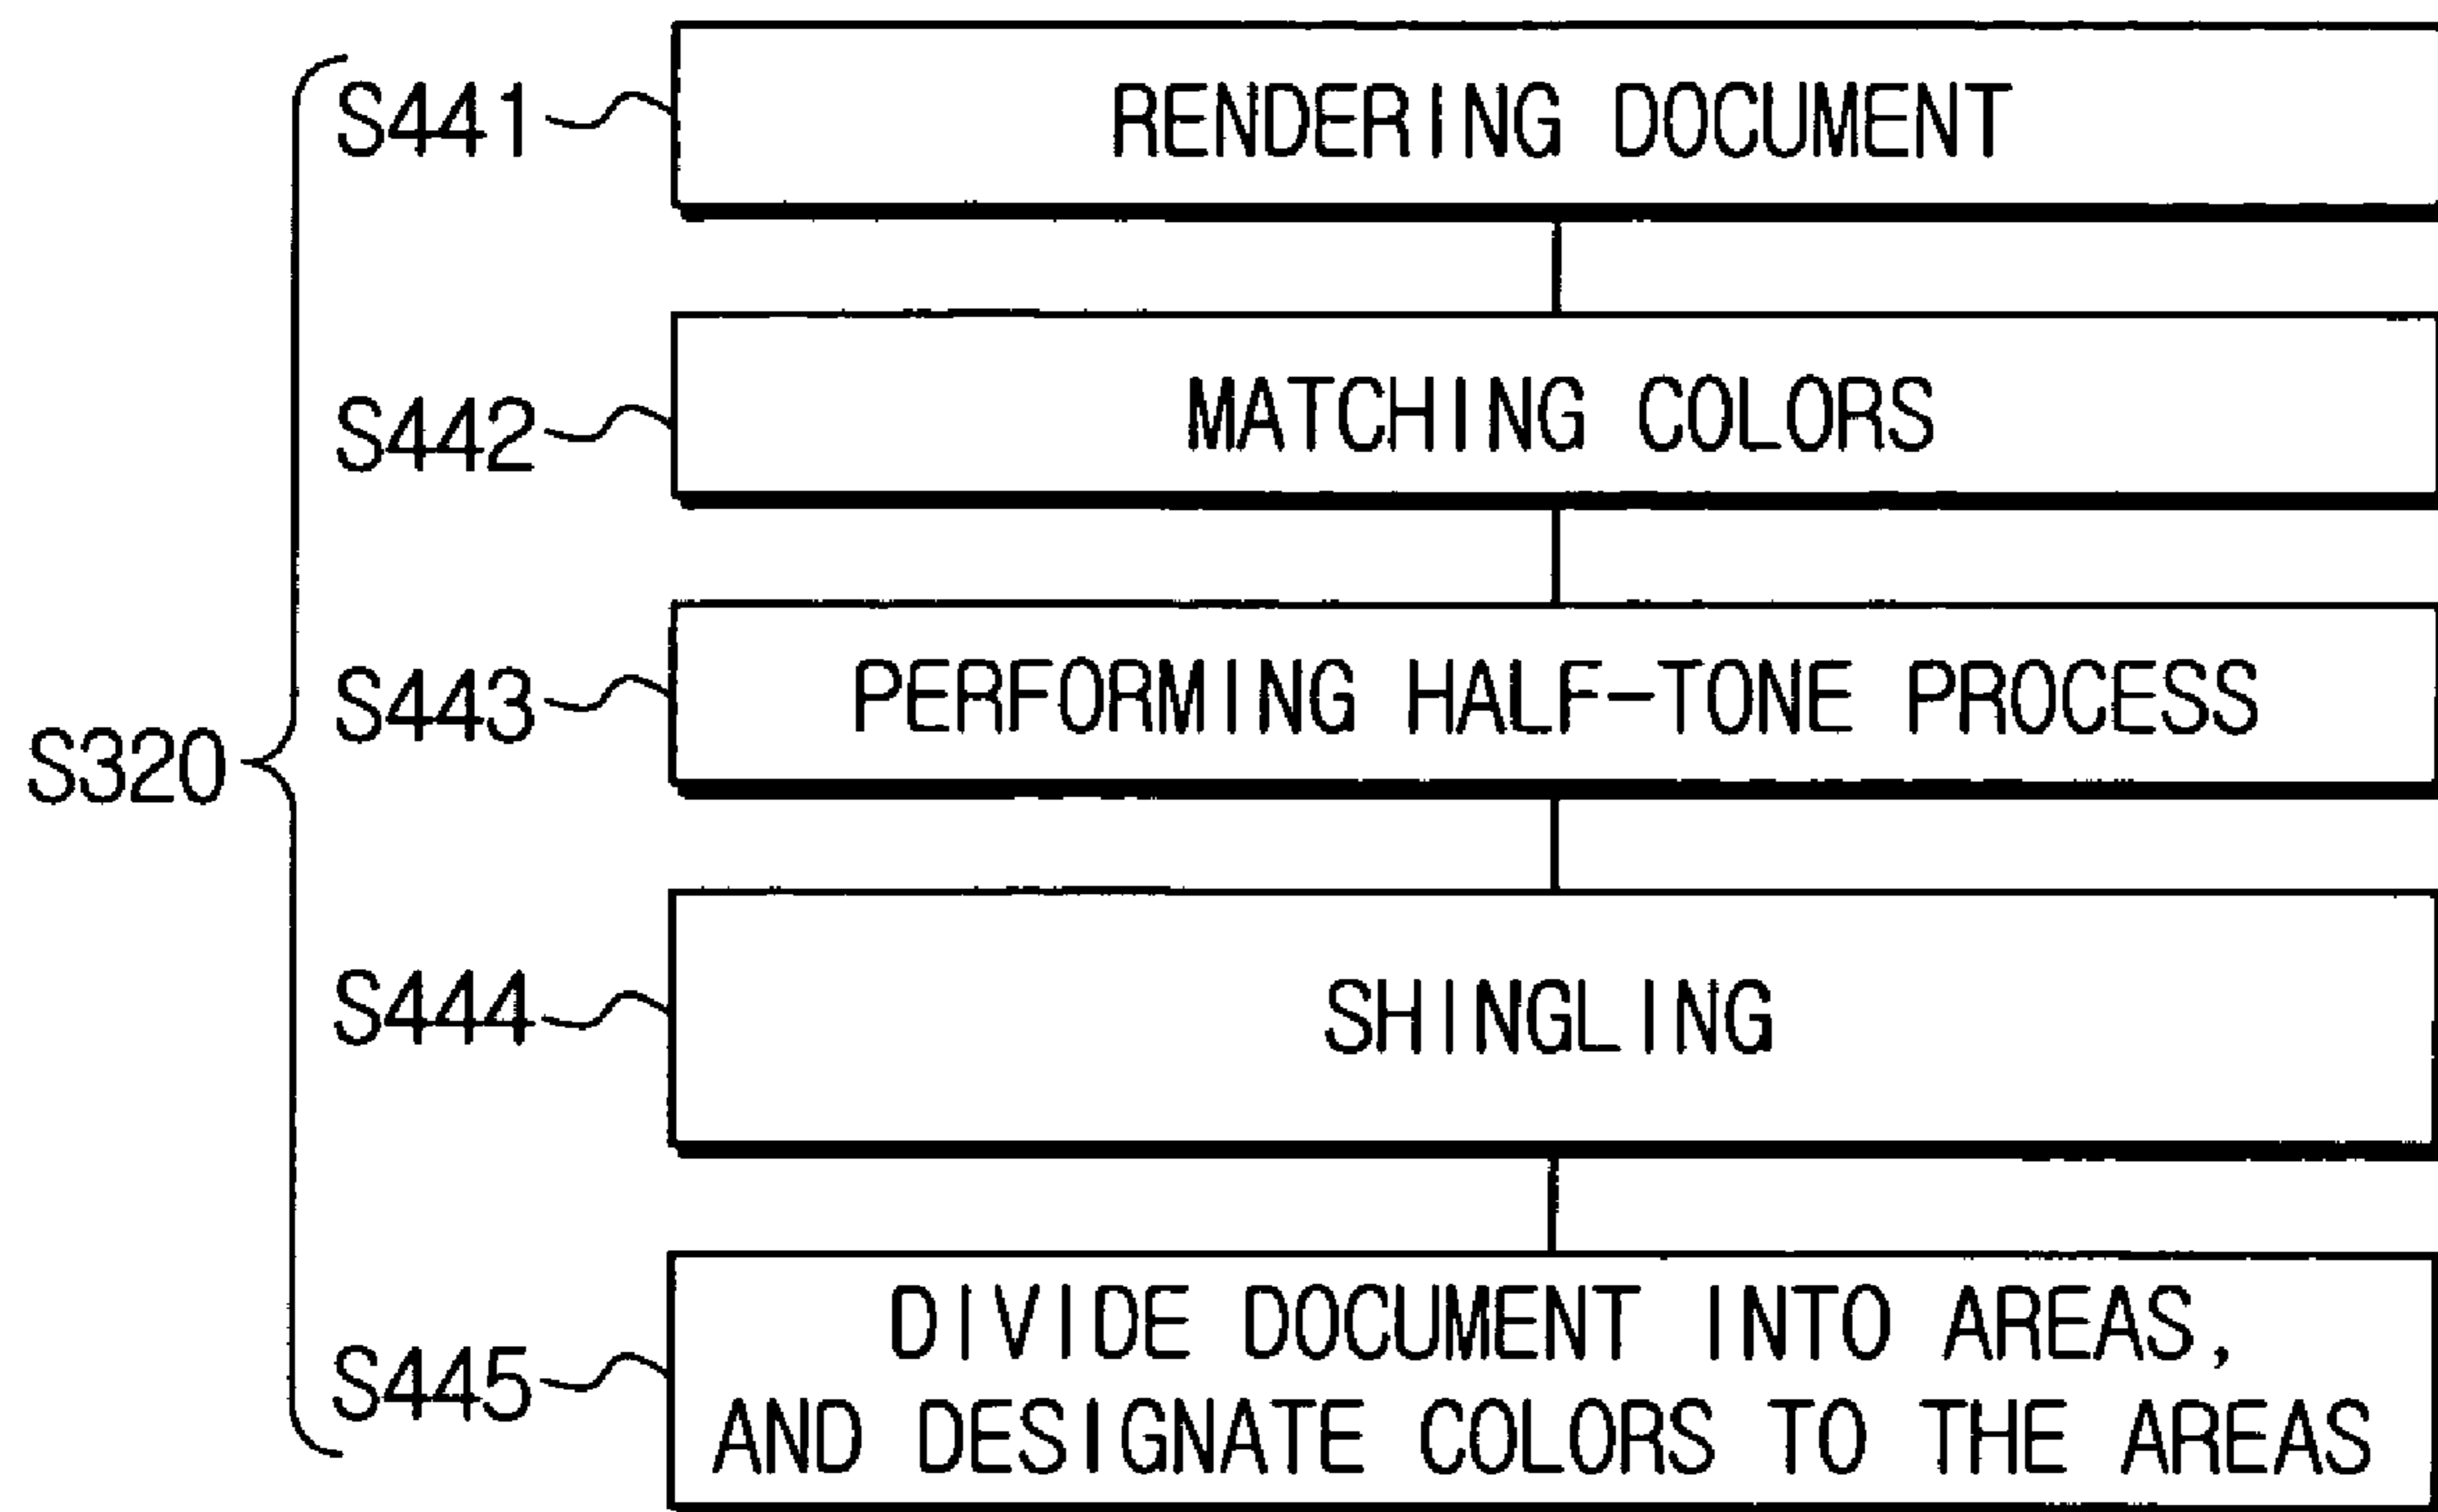 S441 RENDERING DOCUMENT
S442 MATCHING COLORS
S443 PERFORMING HALF-TONE PROCESS
S320
S444 SHINGLING
S445 DIVIDE DOCUMENT INTO AREAS,
AND DESIGNATE COLORS TO THE AREAS